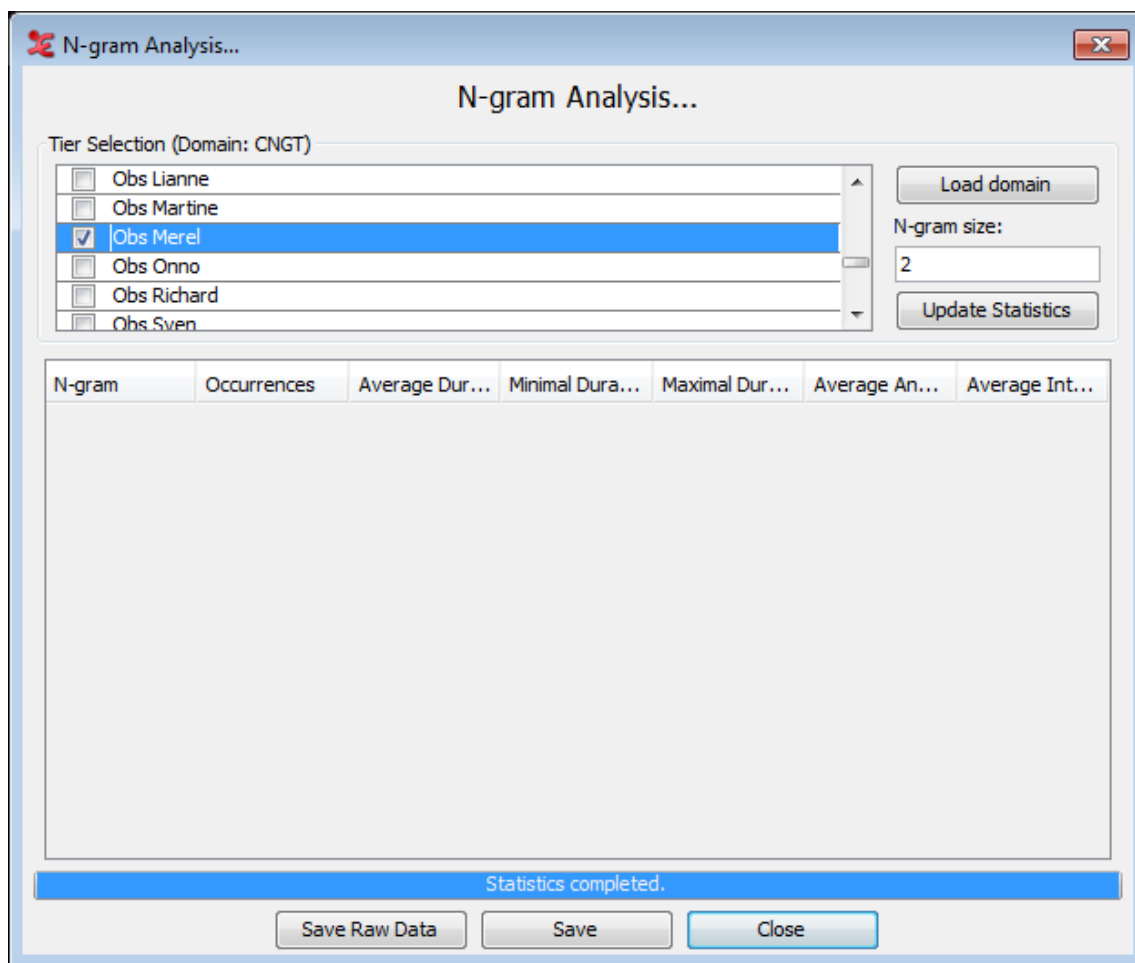 N-gram Analysis...
N-gram Analysis...
Tier Selection (Domain: CNGT)
Obs Lianne
Obs Martine
Obs Merel
Obs Onno
Obs Richard
Obs Sven
Load domain
N-gram size:
2
Update Statistics
N-gram Occurrences Average Dur... Minimal Dura... Maximal Dur... Average An... Average Int...
Statistics completed.
Save Raw Data Save Close